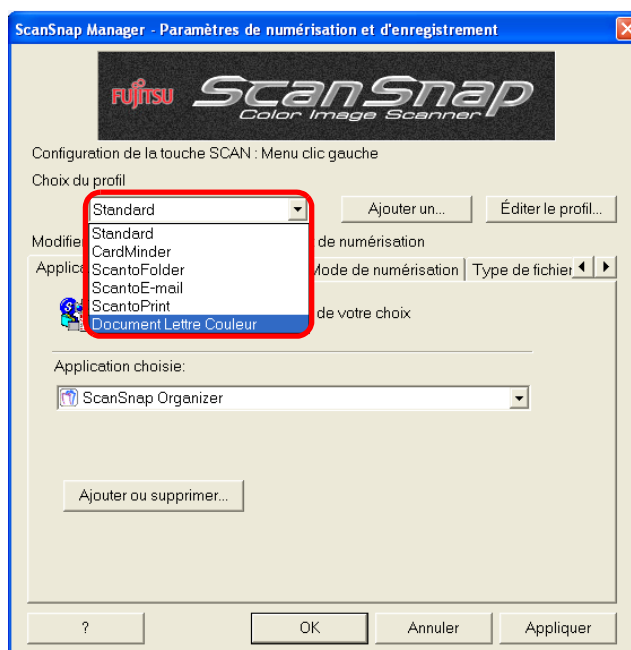 ScanSnap Manager - Paramètres de numérisation et d'enregistrement
FUJITSU ScanSnap
Color Image Scanner
Configuration de la touche SCAN : Menu clic gauche
Choix du profil
Standard
Ajouter un...
Éditer le profil...
Standard
CardMinder
ScantoFolder
ScantoE-mail
ScantoPrint
Document Lettre Couleur
Modifier
de numérisation
Mode de numérisation
Type de fichier
de votre choix
Application choisie:
ScanSnap Organizer
Ajouter ou supprimer...
?
OK
Annuler
Appliquer